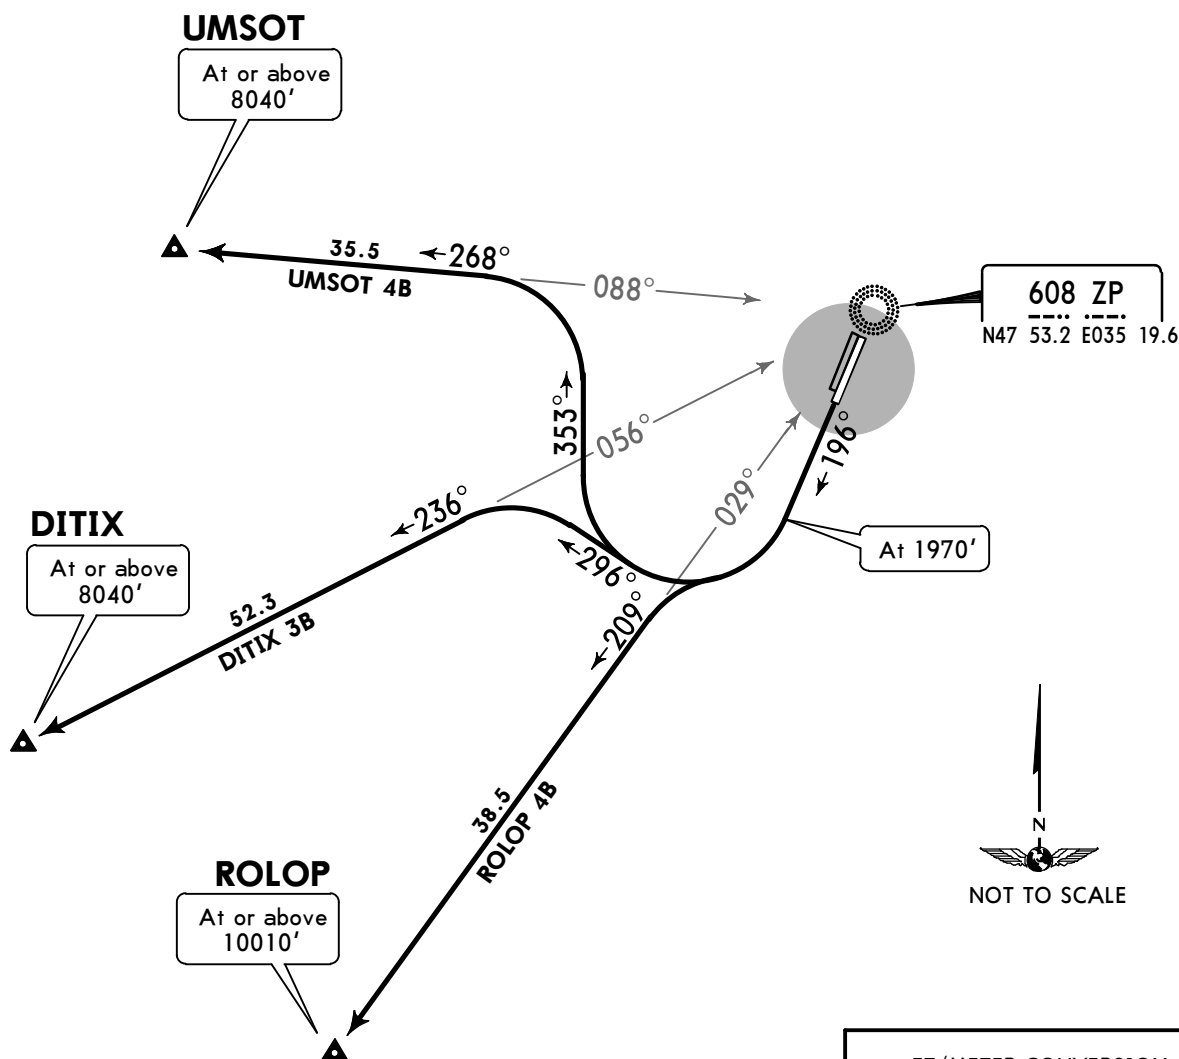 UMSOT
At or above
8040'
35.5
268°
UMSOT 4B
088°
608 ZP
N47 53.2 E035 19.6
353°
056°
029°
196°
236°
DITIX
At or above
8040'
At 1970'
296°
209°
52.3
DITIX 3B
38.5
ROLOP 4B
N
NOT TO SCALE
ROLOP
At or above
10010'